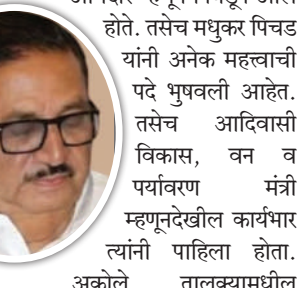 होते. तसेच मधुकर पिचड
यांनी अनेक महत्त्वाची
पदे भुषवली आहेत.
तसेच आदिवासी
विकास, वन व
पर्यावरण मंत्री
म्हणूनदेखील कार्यभार
त्यांनी पाहिला होता.
अकोले तालुक्यामधील